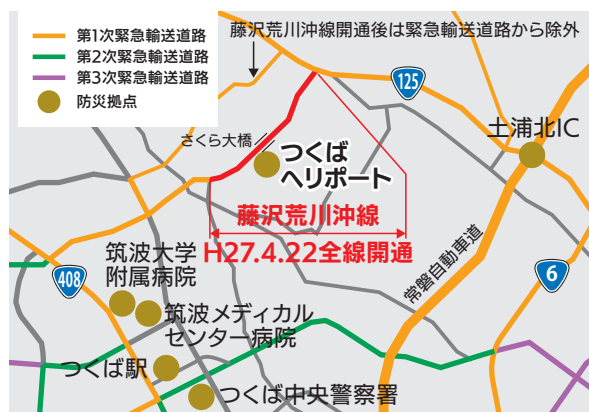 第1次緊急輸送道路
第2次緊急輸送道路
第3次緊急輸送道路
防災拠点
藤沢荒川沖線開通後は緊急輸送道路から除外
125
土浦北IC
さくら大橋
つくば
ヘリポート
藤沢荒川沖線
H27.4.22全線開通
常磐自動車道
6
408
筑波大学
附属病院
筑波メディカル
センター病院
つくば駅
つくば中央警察署